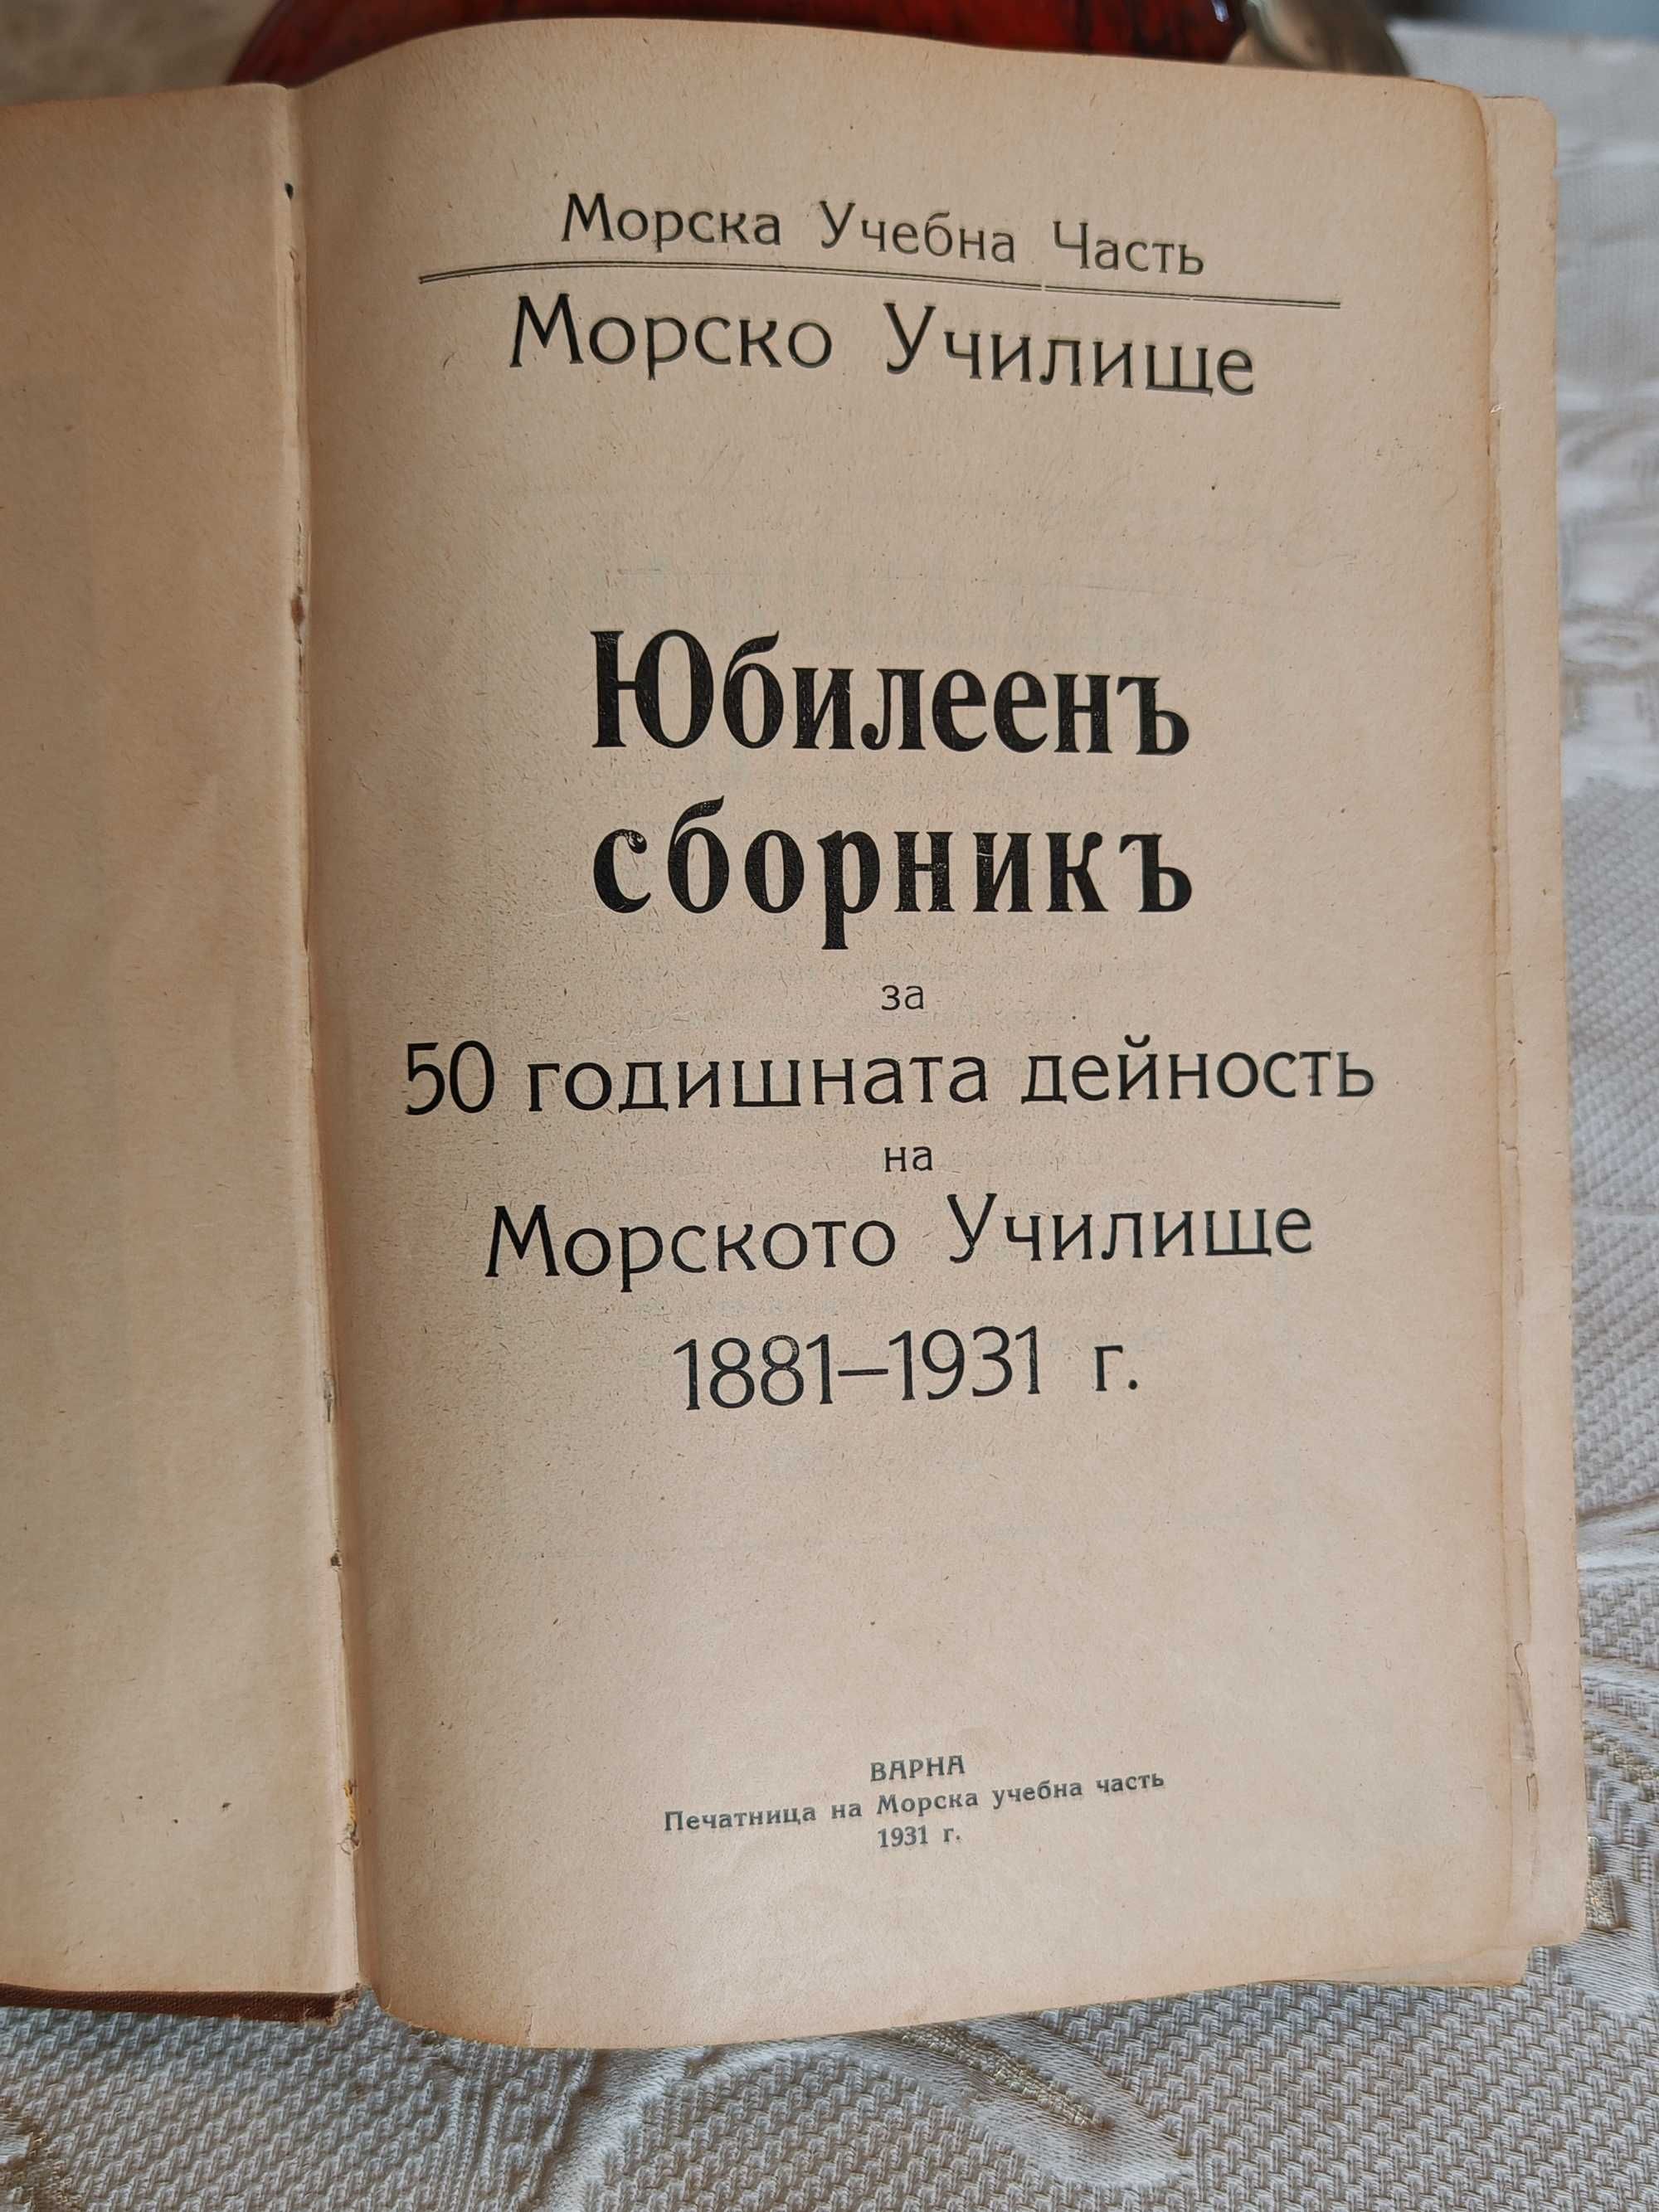 Морска Учебна Часть
Морско Училище
Юбилеенъ
сборникъ
за
50 годишната дейность
на
Морското Училище
1881–1931 г.
ВАРНА
Печатница на Морска учебна часть
1931 г.